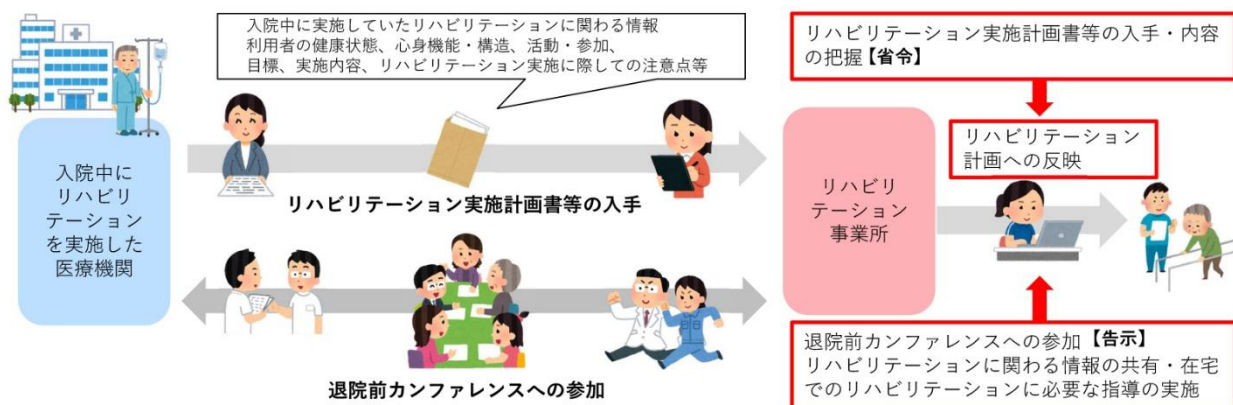 入院中に実施していたリハビリテーションに関わる情報
利用者の健康状態、心身機能・構造、活動・参加、
目標、実施内容、リハビリテーション実施に際しての注意点等
リハビリテーション実施計画書等の入手・内容
の把握【省令】
入院中に
リハビリ
テーション
を実施した
医療機関
リハビリテーション実施計画書等の入手
リハビリ
テーション
事業所
リハビリテーション
計画への反映
退院前カンファレンスへの参加
退院前カンファレンスへの参加【告示】
リハビリテーションに関わる情報の共有・在宅
でのリハビリテーションに必要な指導の実施